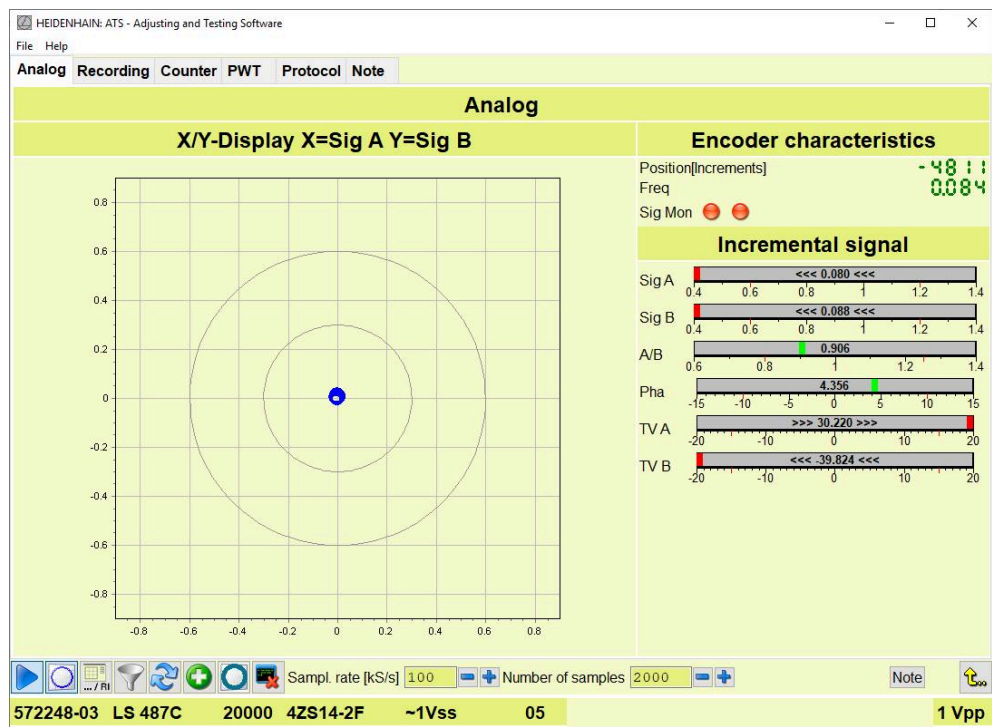 HEIDENHAIN: ATS - Adjusting and Testing Software
File Help
Analog Recording Counter PWT Protocol Note
Analog
X/Y-Display X=Sig A Y=Sig B
0.8
0.6
0.4
0.2
0
-0.2
-0.4
-0.6
-0.8
-0.8 -0.6 -0.4 -0.2 0 0.2 0.4 0.6 0.8
Encoder characteristics
Position[Increments] -4811
Freq 0.084
Sig Mon
Incremental signal
Sig A <<< 0.080 <<<
0.4 0.6 0.8 1 1.2 1.4
Sig B <<< 0.088 <<<
0.4 0.6 0.8 1 1.2 1.4
A/B 0.906
0.6 0.8 1 1.2 1.4
Pha 4.356
-15 -10 -5 0 5 10 15
TV A >>> 30.220 >>>
-20 -10 0 10 20
TV B <<< -39.824 <<<
-20 -10 0 10 20
... / RI Sampl. rate [kS/s] 100 Number of samples 2000 Note
572248-03 LS 487C 20000 4ZS14-2F ~1Vss 05 1 Vpp